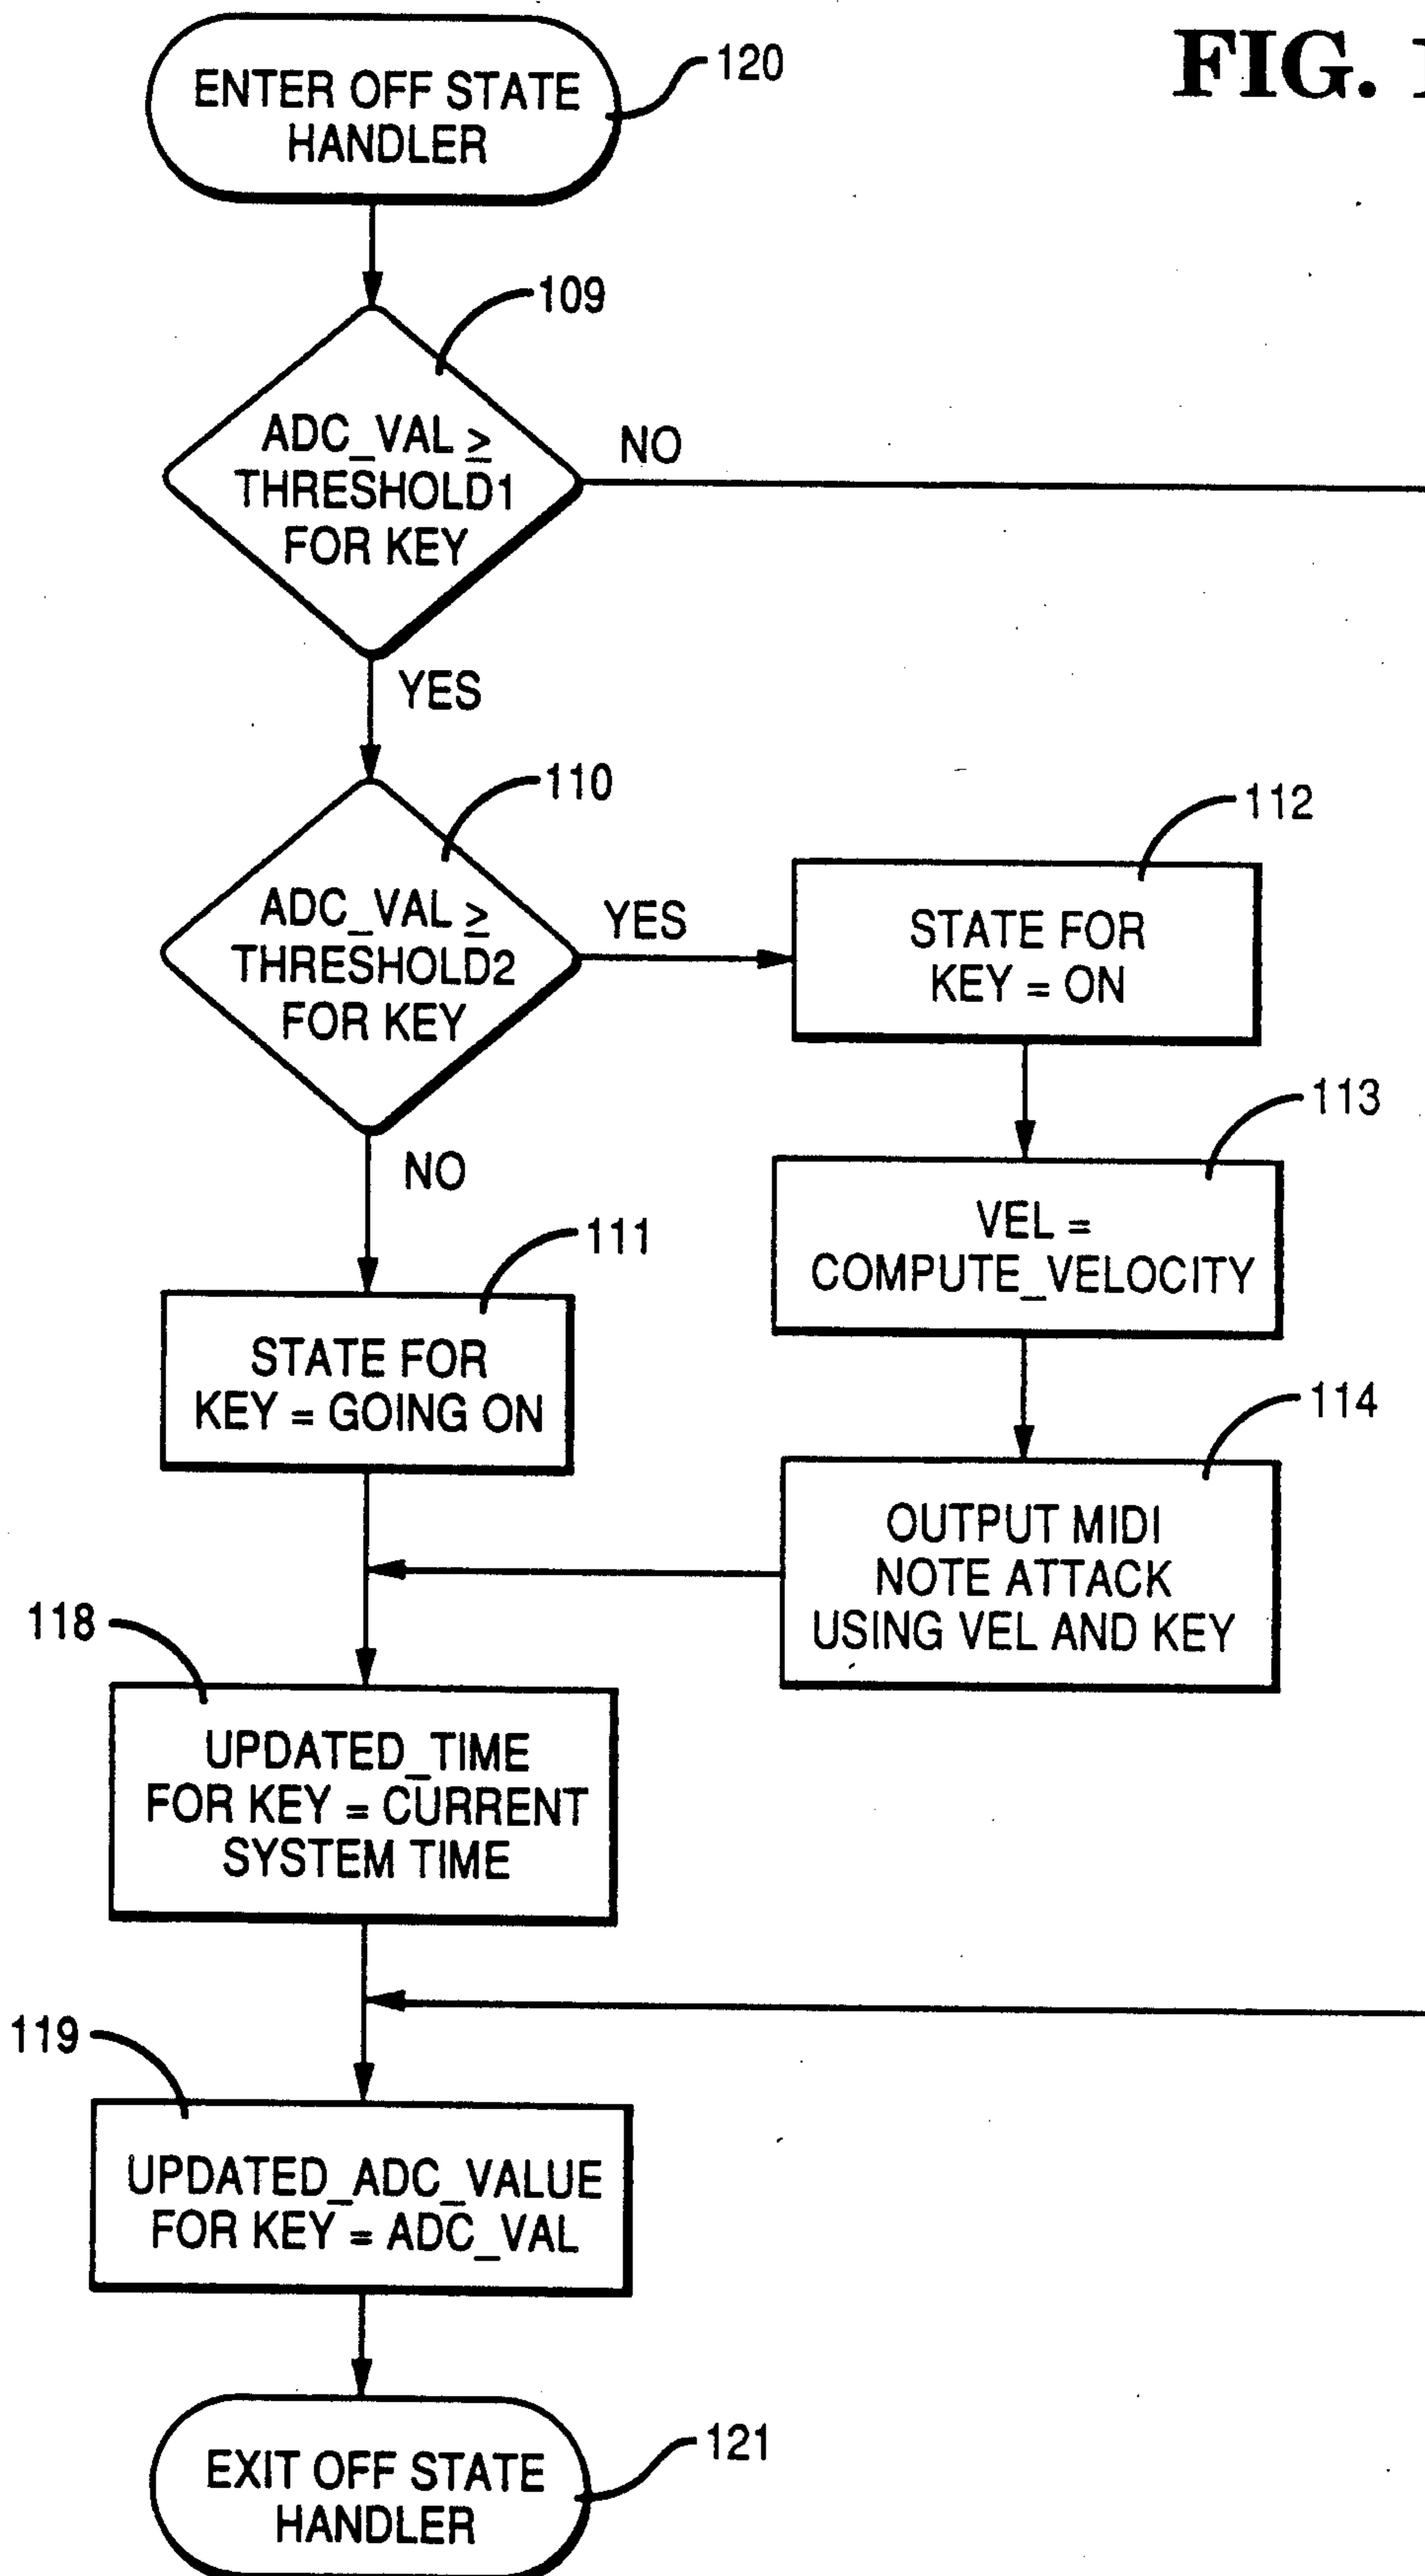 FIG.
ENTER OFF STATE
HANDLER
120
109
ADC_VAL ≥
THRESHOLD1
FOR KEY
NO
YES
110
ADC_VAL ≥
THRESHOLD2
FOR KEY
YES
112
STATE FOR
KEY = ON
NO
113
VEL =
COMPUTE_VELOCITY
111
STATE FOR
KEY = GOING ON
114
OUTPUT MIDI
NOTE ATTACK
USING VEL AND KEY
118
UPDATED_TIME
FOR KEY = CURRENT
SYSTEM TIME
119
UPDATED_ADC_VALUE
FOR KEY = ADC_VAL
EXIT OFF STATE
HANDLER
121